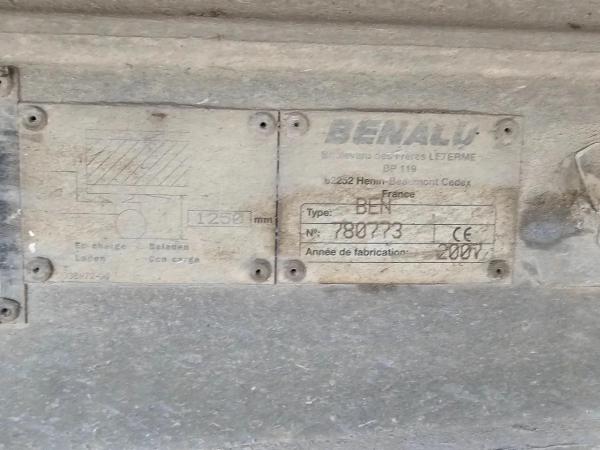 1250 mm
En charge Beladen
Laden Con carga
BENALU
Boulevard des Frères LETERME
BP 119
62252 Henin-Beaumont Cedex
France
Type: BEN
N°: 780773 CE
Année de fabrication: 2007